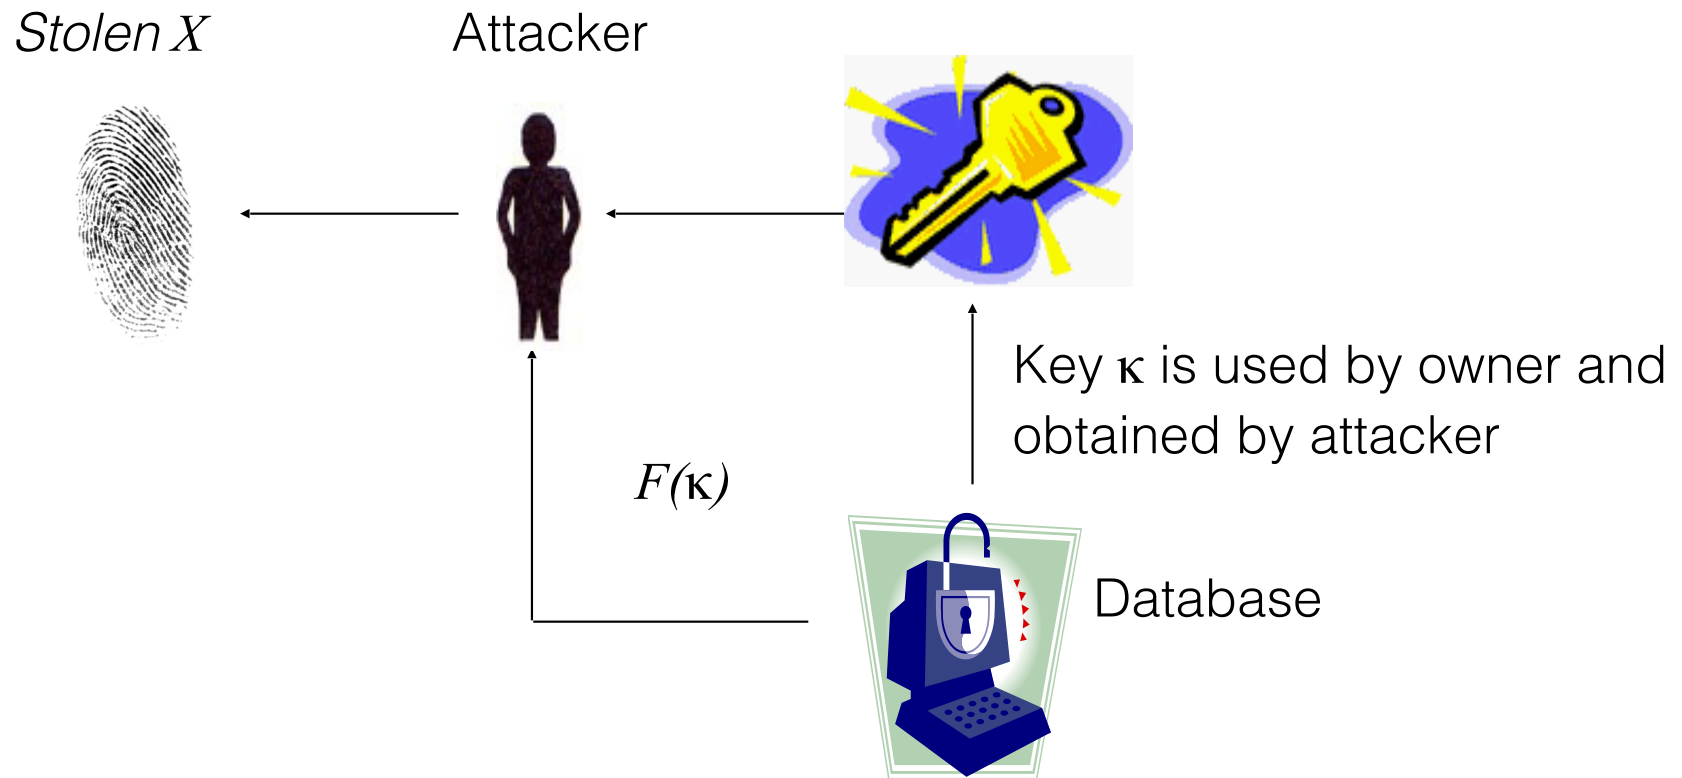 Stolen X
Attacker
Key κ is used by owner and
obtained by attacker
F(κ)
Database